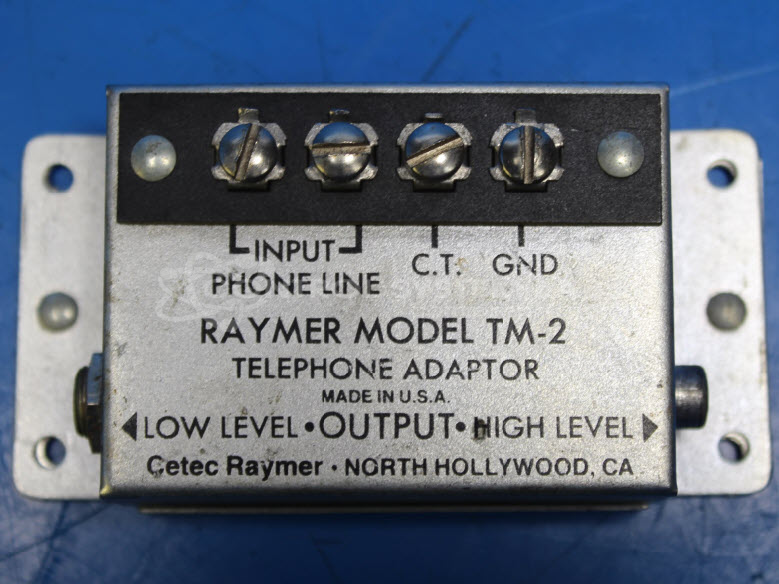 INPUT
PHONE LINE
C.T.
GND
RAYMER MODEL TM-2
TELEPHONE ADAPTOR
MADE IN U.S.A.
LOW LEVEL • OUTPUT • HIGH LEVEL
Cetec Raymer • NORTH HOLLYWOOD, CA